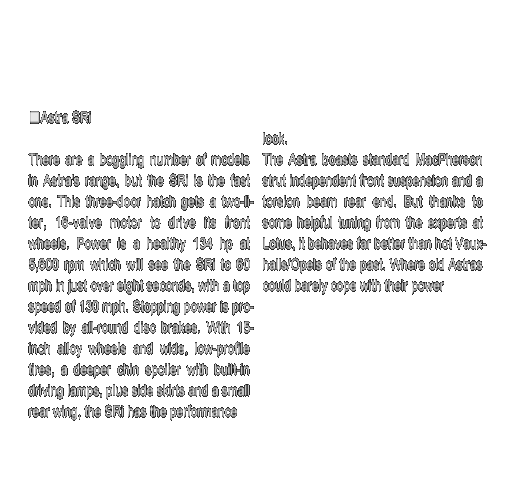 Astra SRi
There are a boggling number of models
in Astra's range, but the SRi is the fast
one. This three-door hatch gets a two-li-
ter, 16-valve motor to drive its front
wheels. Power is a healthy 134 hp at
5,600 rpm which will see the SRi to 60
mph in just over eight seconds, with a top
speed of 130 mph. Stopping power is pro-
vided by all-round disc brakes. With 15-
inch alloy wheels and wide, low-profile
tires, a deeper chin spoiler with built-in
driving lamps, plus side skirts and a small
rear wing, the SRi has the performance
look.
The Astra boasts standard MacPherson
strut independent front suspension and a
torsion beam rear end. But thanks to
some helpful tuning from the experts at
Lotus, it behaves far better than hot Vaux-
halls/Opels of the past. Where old Astras
could barely cope with their power